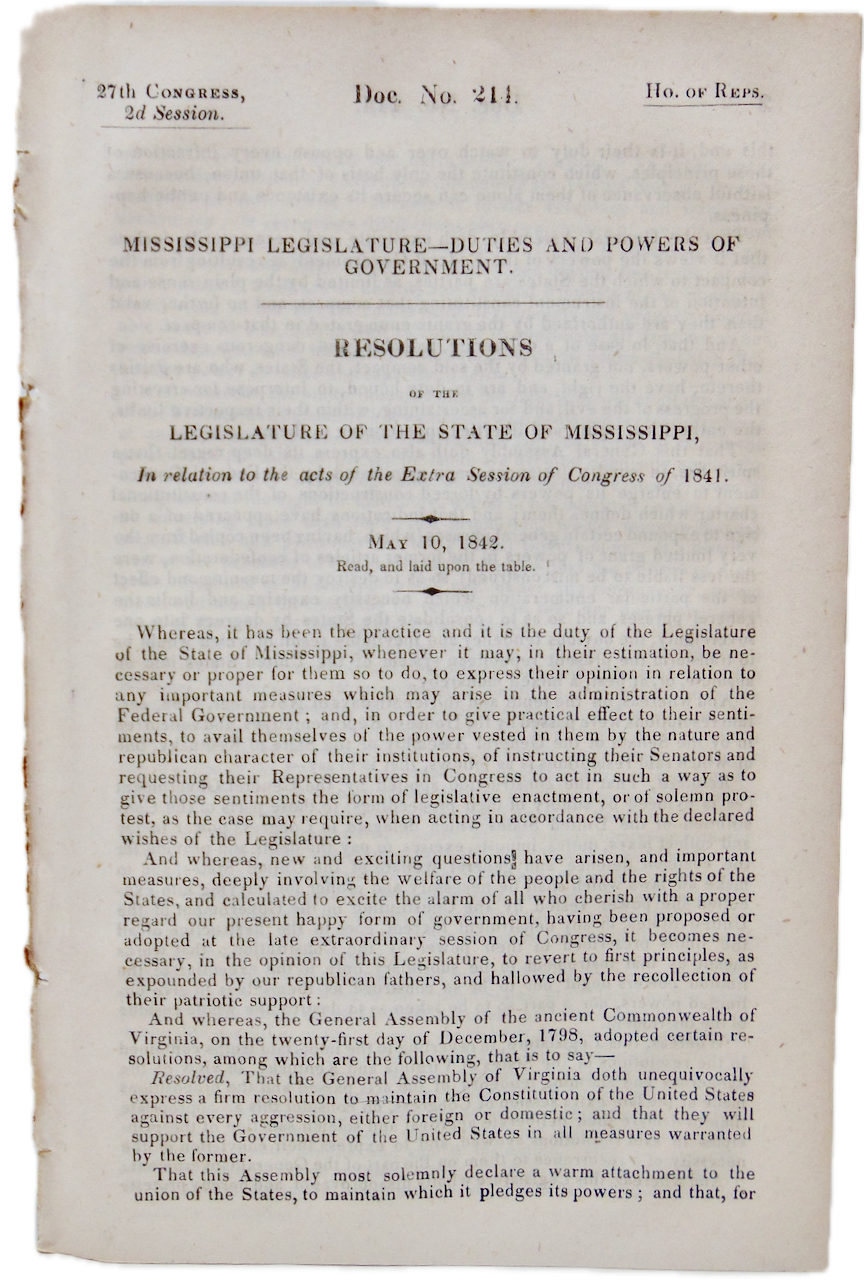 27th Congress,
2d Session.
Doc. No. 214.
Ho. of Reps.
MISSISSIPPI LEGISLATURE—DUTIES AND POWERS OF
GOVERNMENT.
RESOLUTIONS
OF THE
LEGISLATURE OF THE STATE OF MISSISSIPPI,
In relation to the acts of the Extra Session of Congress of 1841.
May 10, 1842.
Read, and laid upon the table.
Whereas, it has been the practice and it is the duty of the Legislature
of the State of Mississippi, whenever it may, in their estimation, be ne-
cessary or proper for them so to do, to express their opinion in relation to
any important measures which may arise in the administration of the
Federal Government ; and, in order to give practical effect to their senti-
ments, to avail themselves of the power vested in them by the nature and
republican character of their institutions, of instructing their Senators and
requesting their Representatives in Congress to act in such a way as to
give those sentiments the form of legislative enactment, or of solemn pro-
test, as the case may require, when acting in accordance with the declared
wishes of the Legislature :
And whereas, new and exciting questions have arisen, and important
measures, deeply involving the welfare of the people and the rights of the
States, and calculated to excite the alarm of all who cherish with a proper
regard our present happy form of government, having been proposed or
adopted at the late extraordinary session of Congress, it becomes ne-
cessary, in the opinion of this Legislature, to revert to first principles, as
expounded by our republican fathers, and hallowed by the recollection of
their patriotic support :
And whereas, the General Assembly of the ancient Commonwealth of
Virginia, on the twenty-first day of December, 1798, adopted certain re-
solutions, among which are the following, that is to say—
Resolved, That the General Assembly of Virginia doth unequivocally
express a firm resolution to maintain the Constitution of the United States
against every aggression, either foreign or domestic ; and that they will
support the Government of the United States in all measures warranted
by the former.
That this Assembly most solemnly declare a warm attachment to the
union of the States, to maintain which it pledges its powers ; and that, for